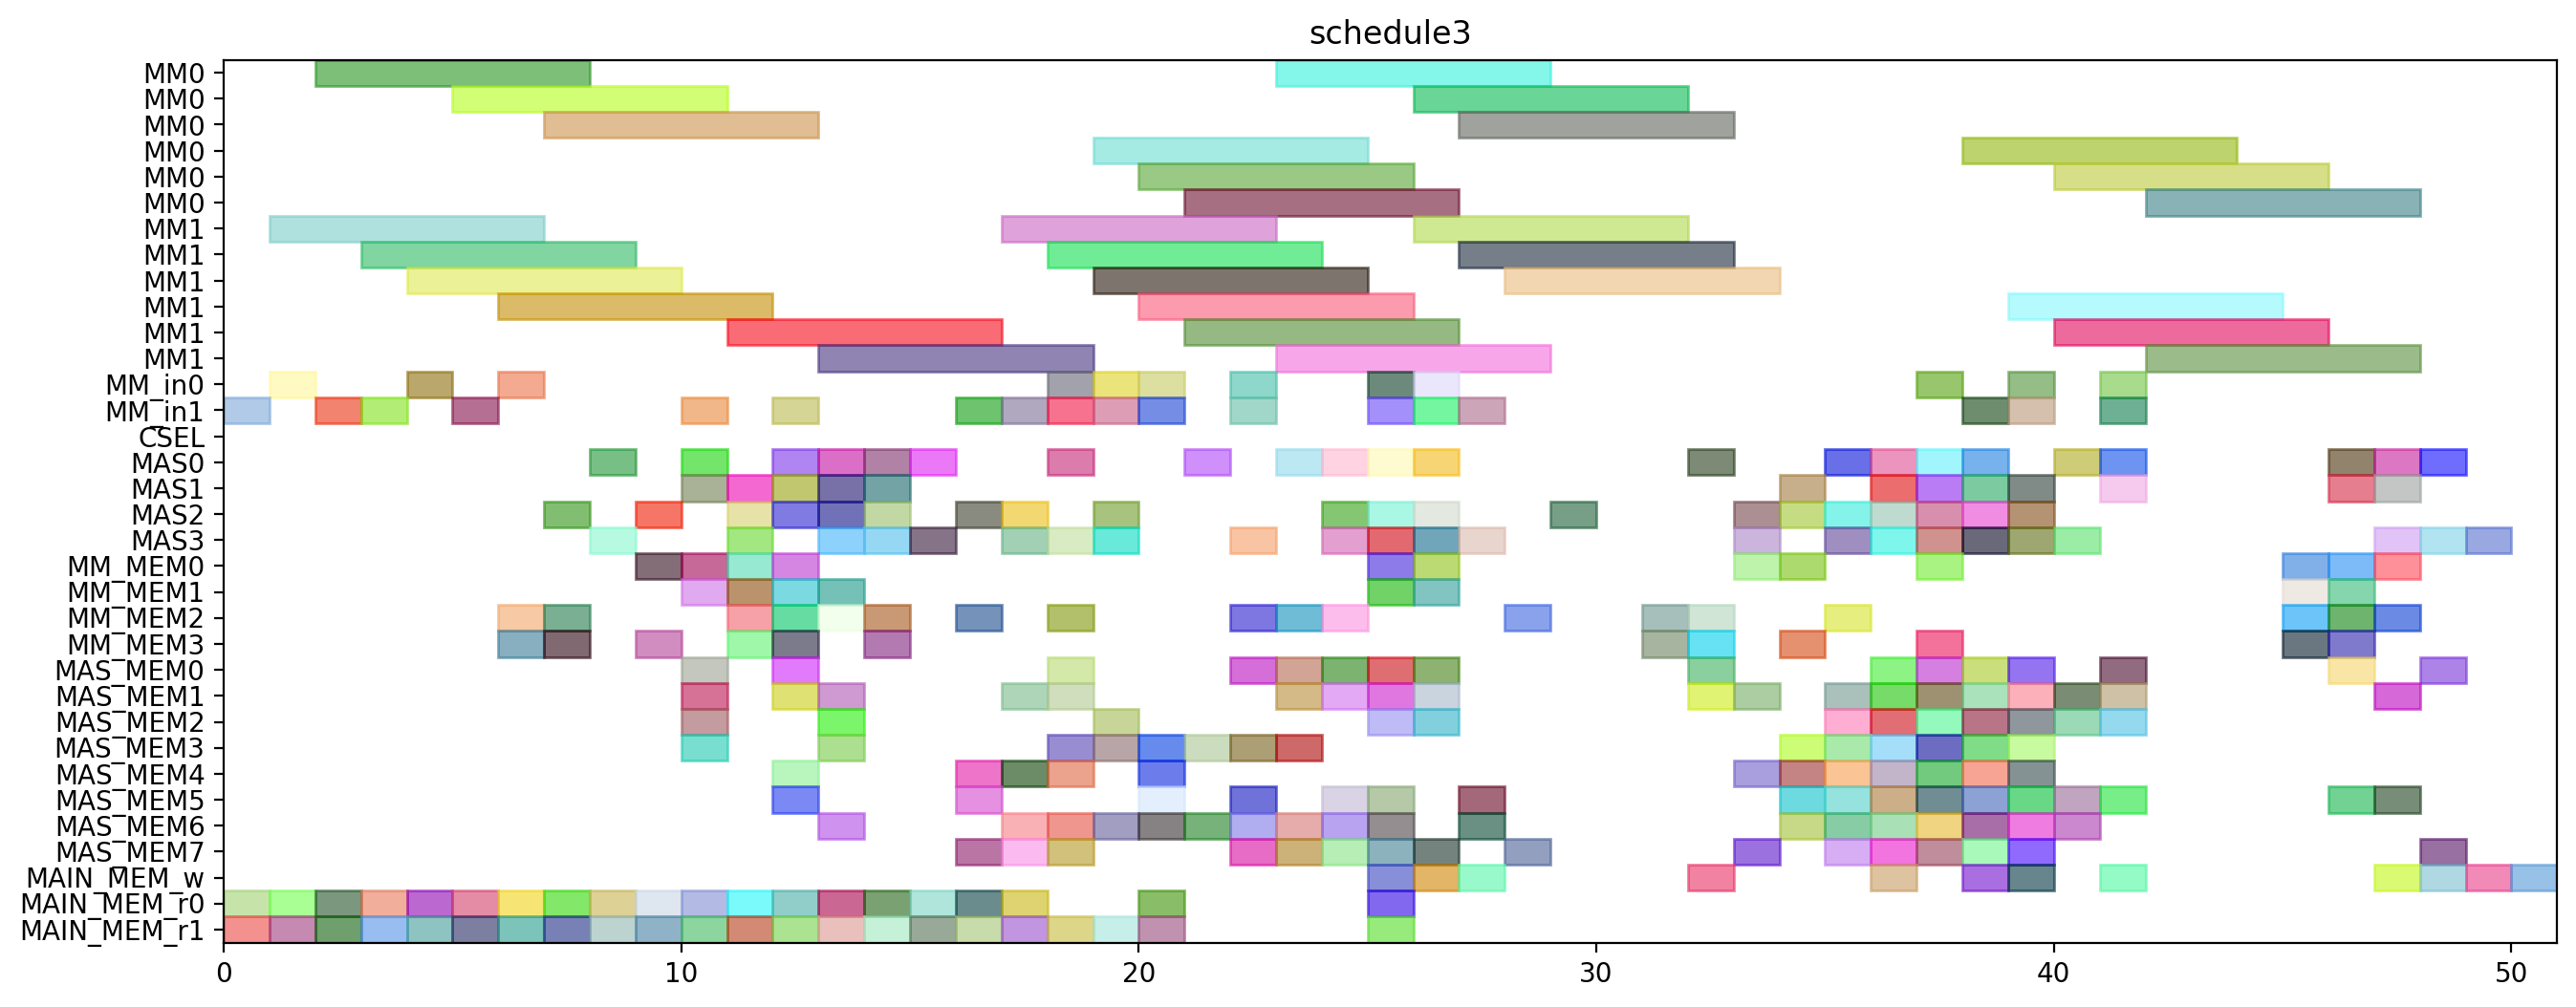 schedule3
MM0
MM0
MM0
MM0
MM0
MM0
MM1
MM1
MM1
MM1
MM1
MM1
MM_in0
MM_in1
CSEL
MAS0
MAS1
MAS2
MAS3
MM_MEM0
MM_MEM1
MM_MEM2
MM_MEM3
MAS_MEM0
MAS_MEM1
MAS_MEM2
MAS_MEM3
MAS_MEM4
MAS_MEM5
MAS_MEM6
MAS_MEM7
MAIN_MEM_w
MAIN_MEM_r0
MAIN_MEM_r1
0 10 20 30 40 50